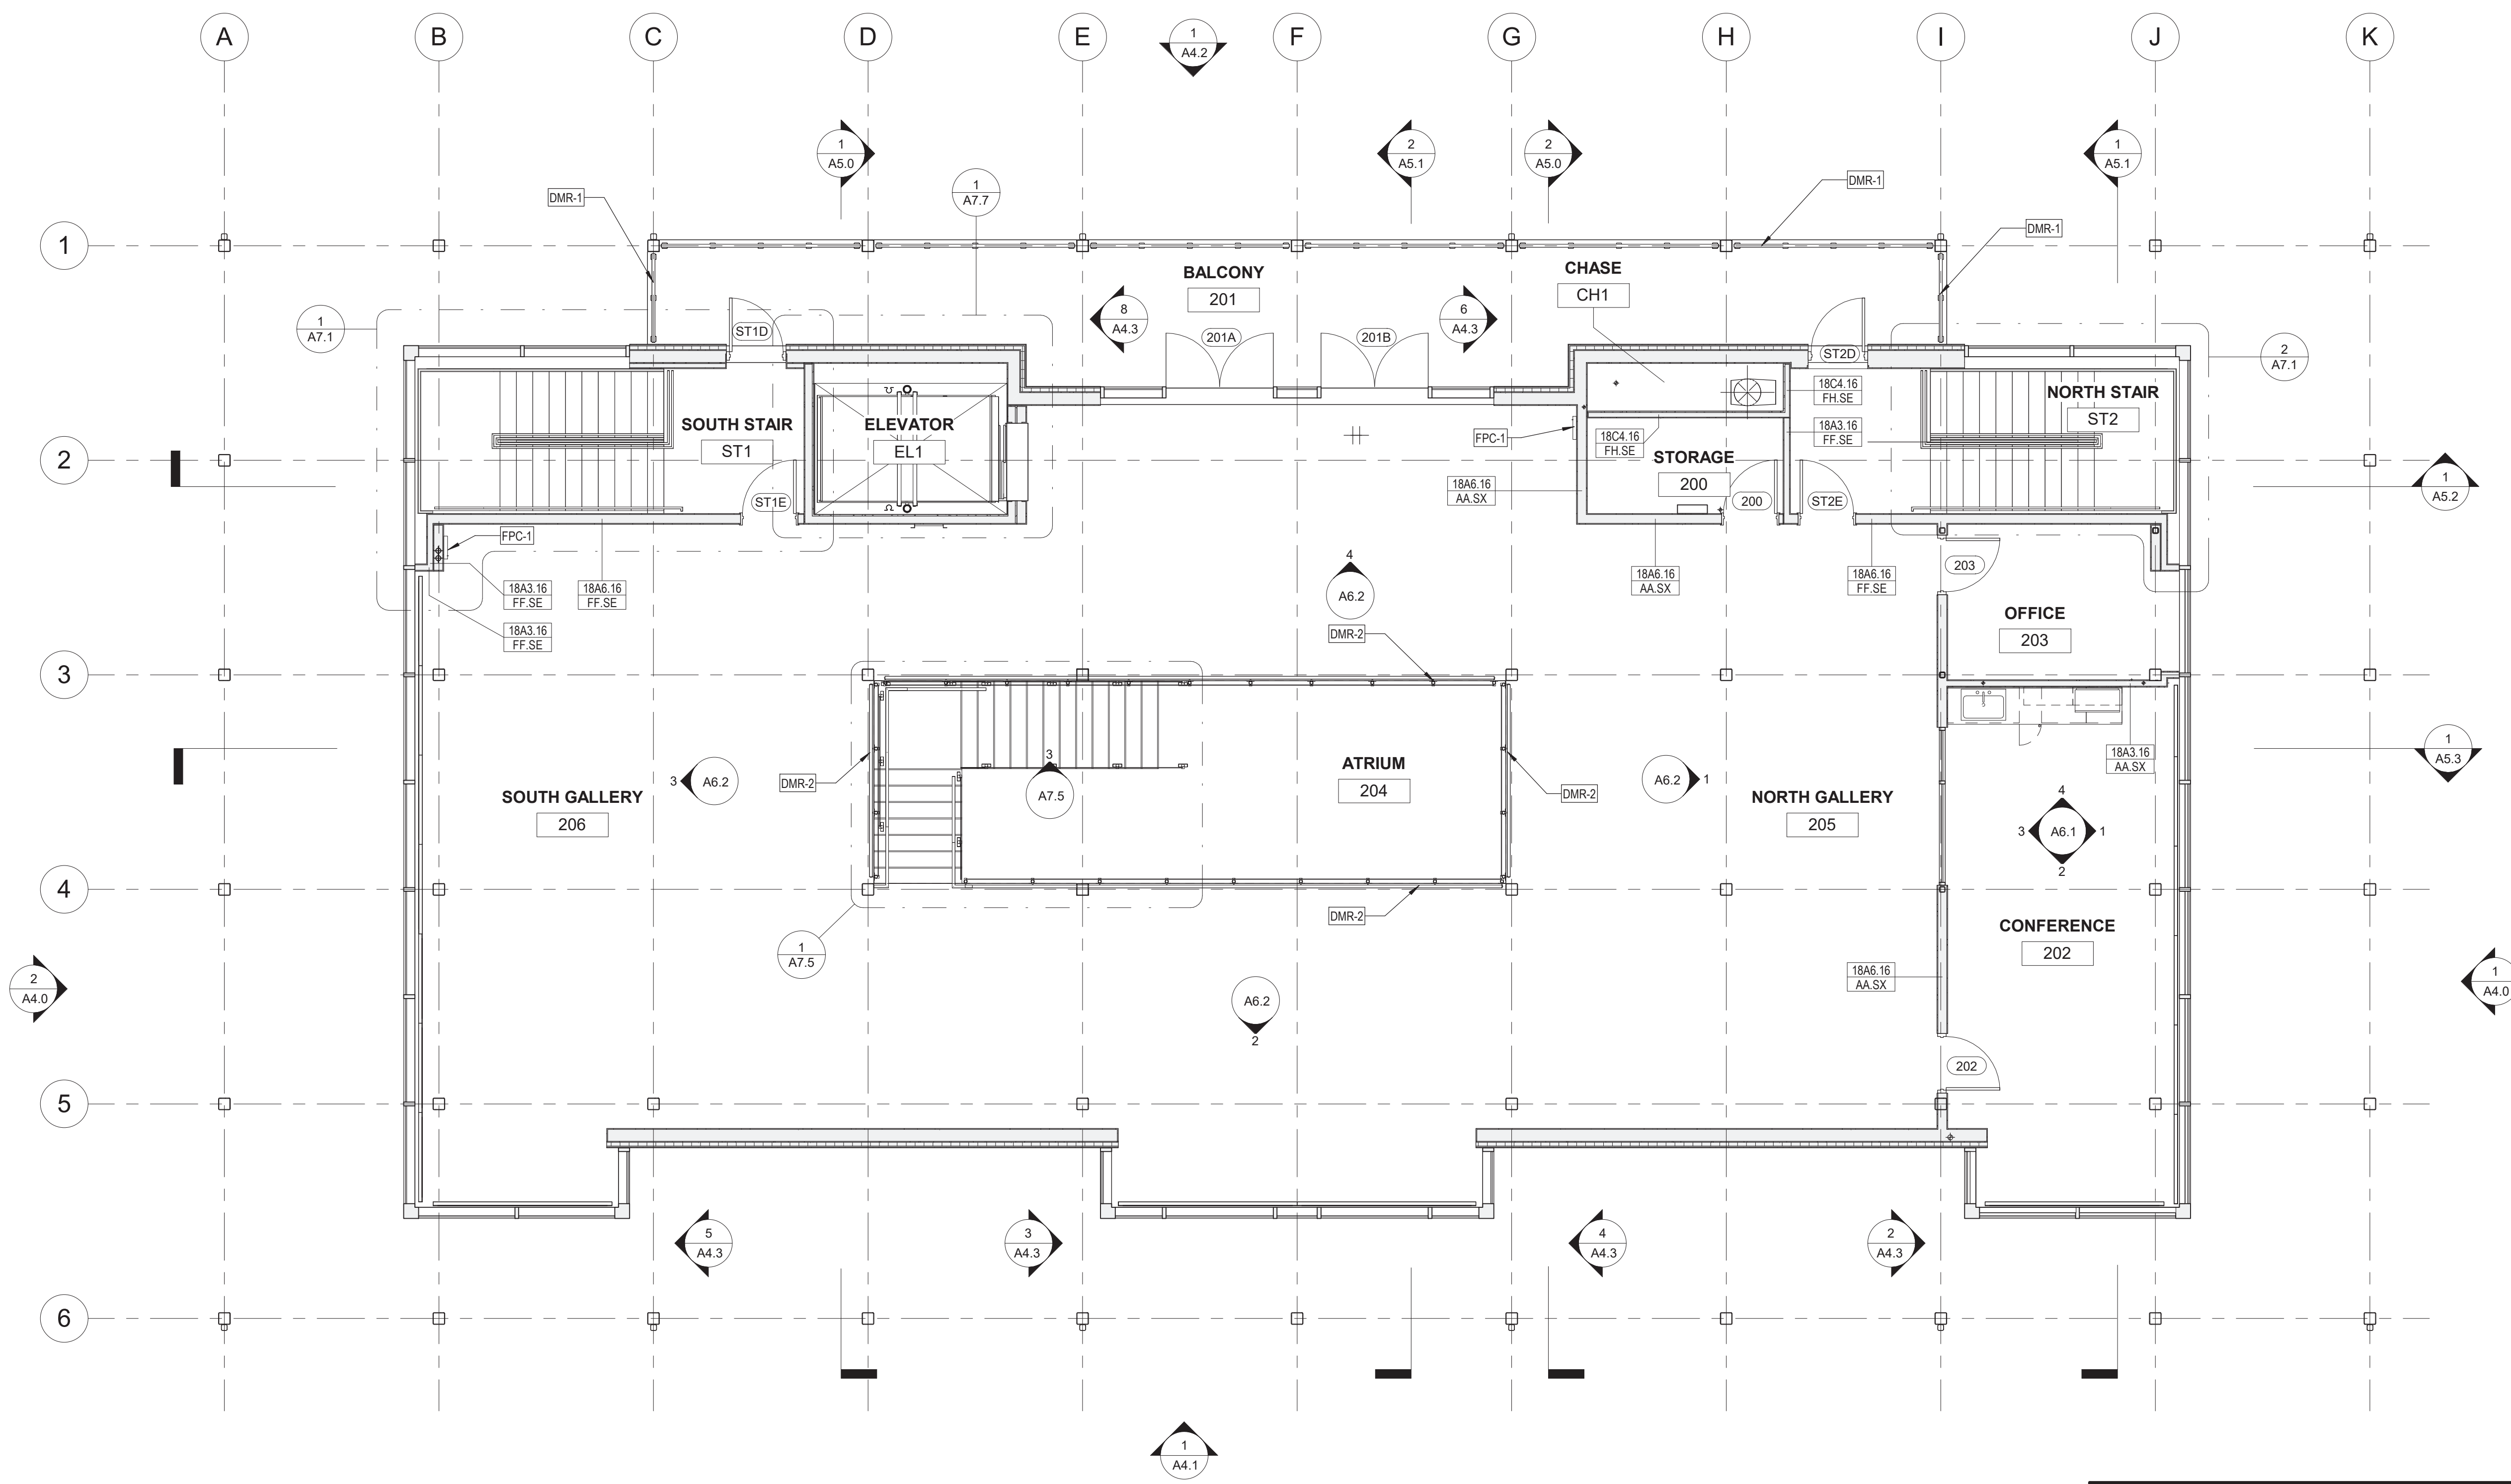 A B C D E F G H I J K
1
A4.2
1
A5.0
2
A5.1
2
A5.0
1
A5.1
DMR-1
1
A7.7
DMR-1
DMR-1
1
BALCONY
201
CHASE
CH1
1
A7.1
ST1D
8
A4.3
201A
201B
6
A4.3
ST2D
2
A7.1
SOUTH STAIR
ST1
ELEVATOR
EL1
18C4.16
FH.SE
NORTH STAIR
ST2
FPC-1
18C4.16
FH.SE
18A3.16
FF.SE
2
STORAGE
200
18A6.16
AA.SX
ST1E
200
ST2E
1
A5.2
FPC-1
18A3.16
FF.SE
18A6.16
FF.SE
4
A6.2
18A6.16
AA.SX
18A6.16
FF.SE
203
18A3.16
FF.SE
DMR-2
OFFICE
203
3
3
A6.2
DMR-2
3
A7.5
ATRIUM
204
DMR-2
A6.2
1
18A3.16
AA.SX
1
A5.3
SOUTH GALLERY
206
NORTH GALLERY
205
4
3
A6.1
1
2
4
DMR-2
1
A7.5
CONFERENCE
202
2
A4.0
A6.2
2
18A6.16
AA.SX
1
A4.0
202
5
5
A4.3
3
A4.3
4
A4.3
2
A4.3
6
1
A4.1